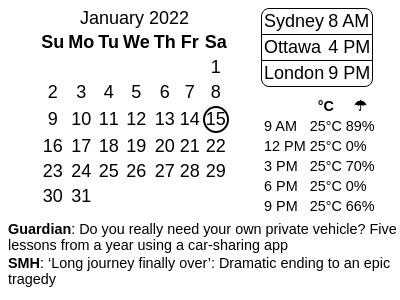 January 2022
Su Mo Tu We Th Fr Sa
1
2 3 4 5 6 7 8
9 10 11 12 13 14 15
16 17 18 19 20 21 22
23 24 25 26 27 28 29
30 31
Sydney 8 AM
Ottawa 4 PM
London 9 PM
°C ☂
9 AM 25°C 89%
12 PM 25°C 0%
3 PM 25°C 70%
6 PM 25°C 0%
9 PM 25°C 66%
Guardian: Do you really need your own private vehicle? Five
lessons from a year using a car-sharing app
SMH: ‘Long journey finally over’: Dramatic ending to an epic
tragedy